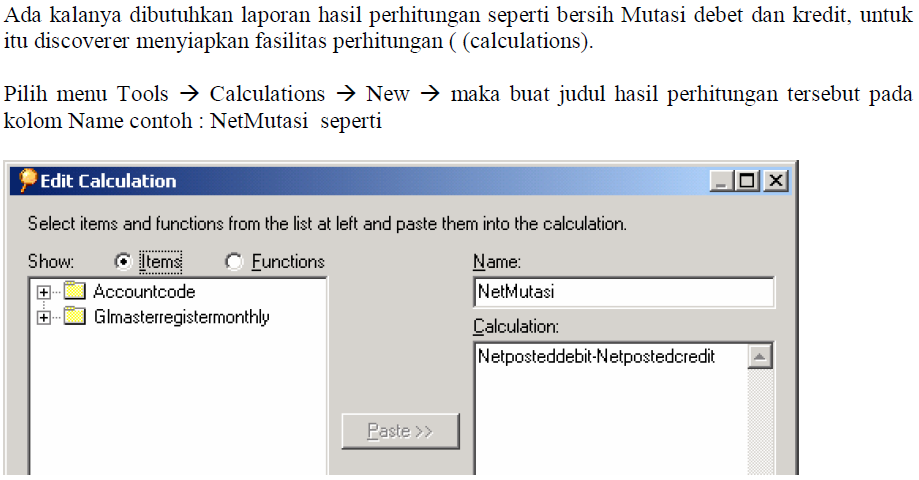 Ada kalanya dibutuhkan laporan hasil perhitungan seperti bersih Mutasi debet dan kredit, untuk
itu discoverer menyiapkan fasilitas perhitungan ( (calculations).
Pilih menu Tools → Calculations → New → maka buat judul hasil perhitungan tersebut pada
kolom Name contoh : NetMutasi seperti
Edit Calculation
Select items and functions from the list at left and paste them into the calculation.
Show: Items Functions
Accountcode
Glmasterregistermonthly
Name:
NetMutasi
Calculation:
Netposteddebit-Netpostedcredit
Paste >>